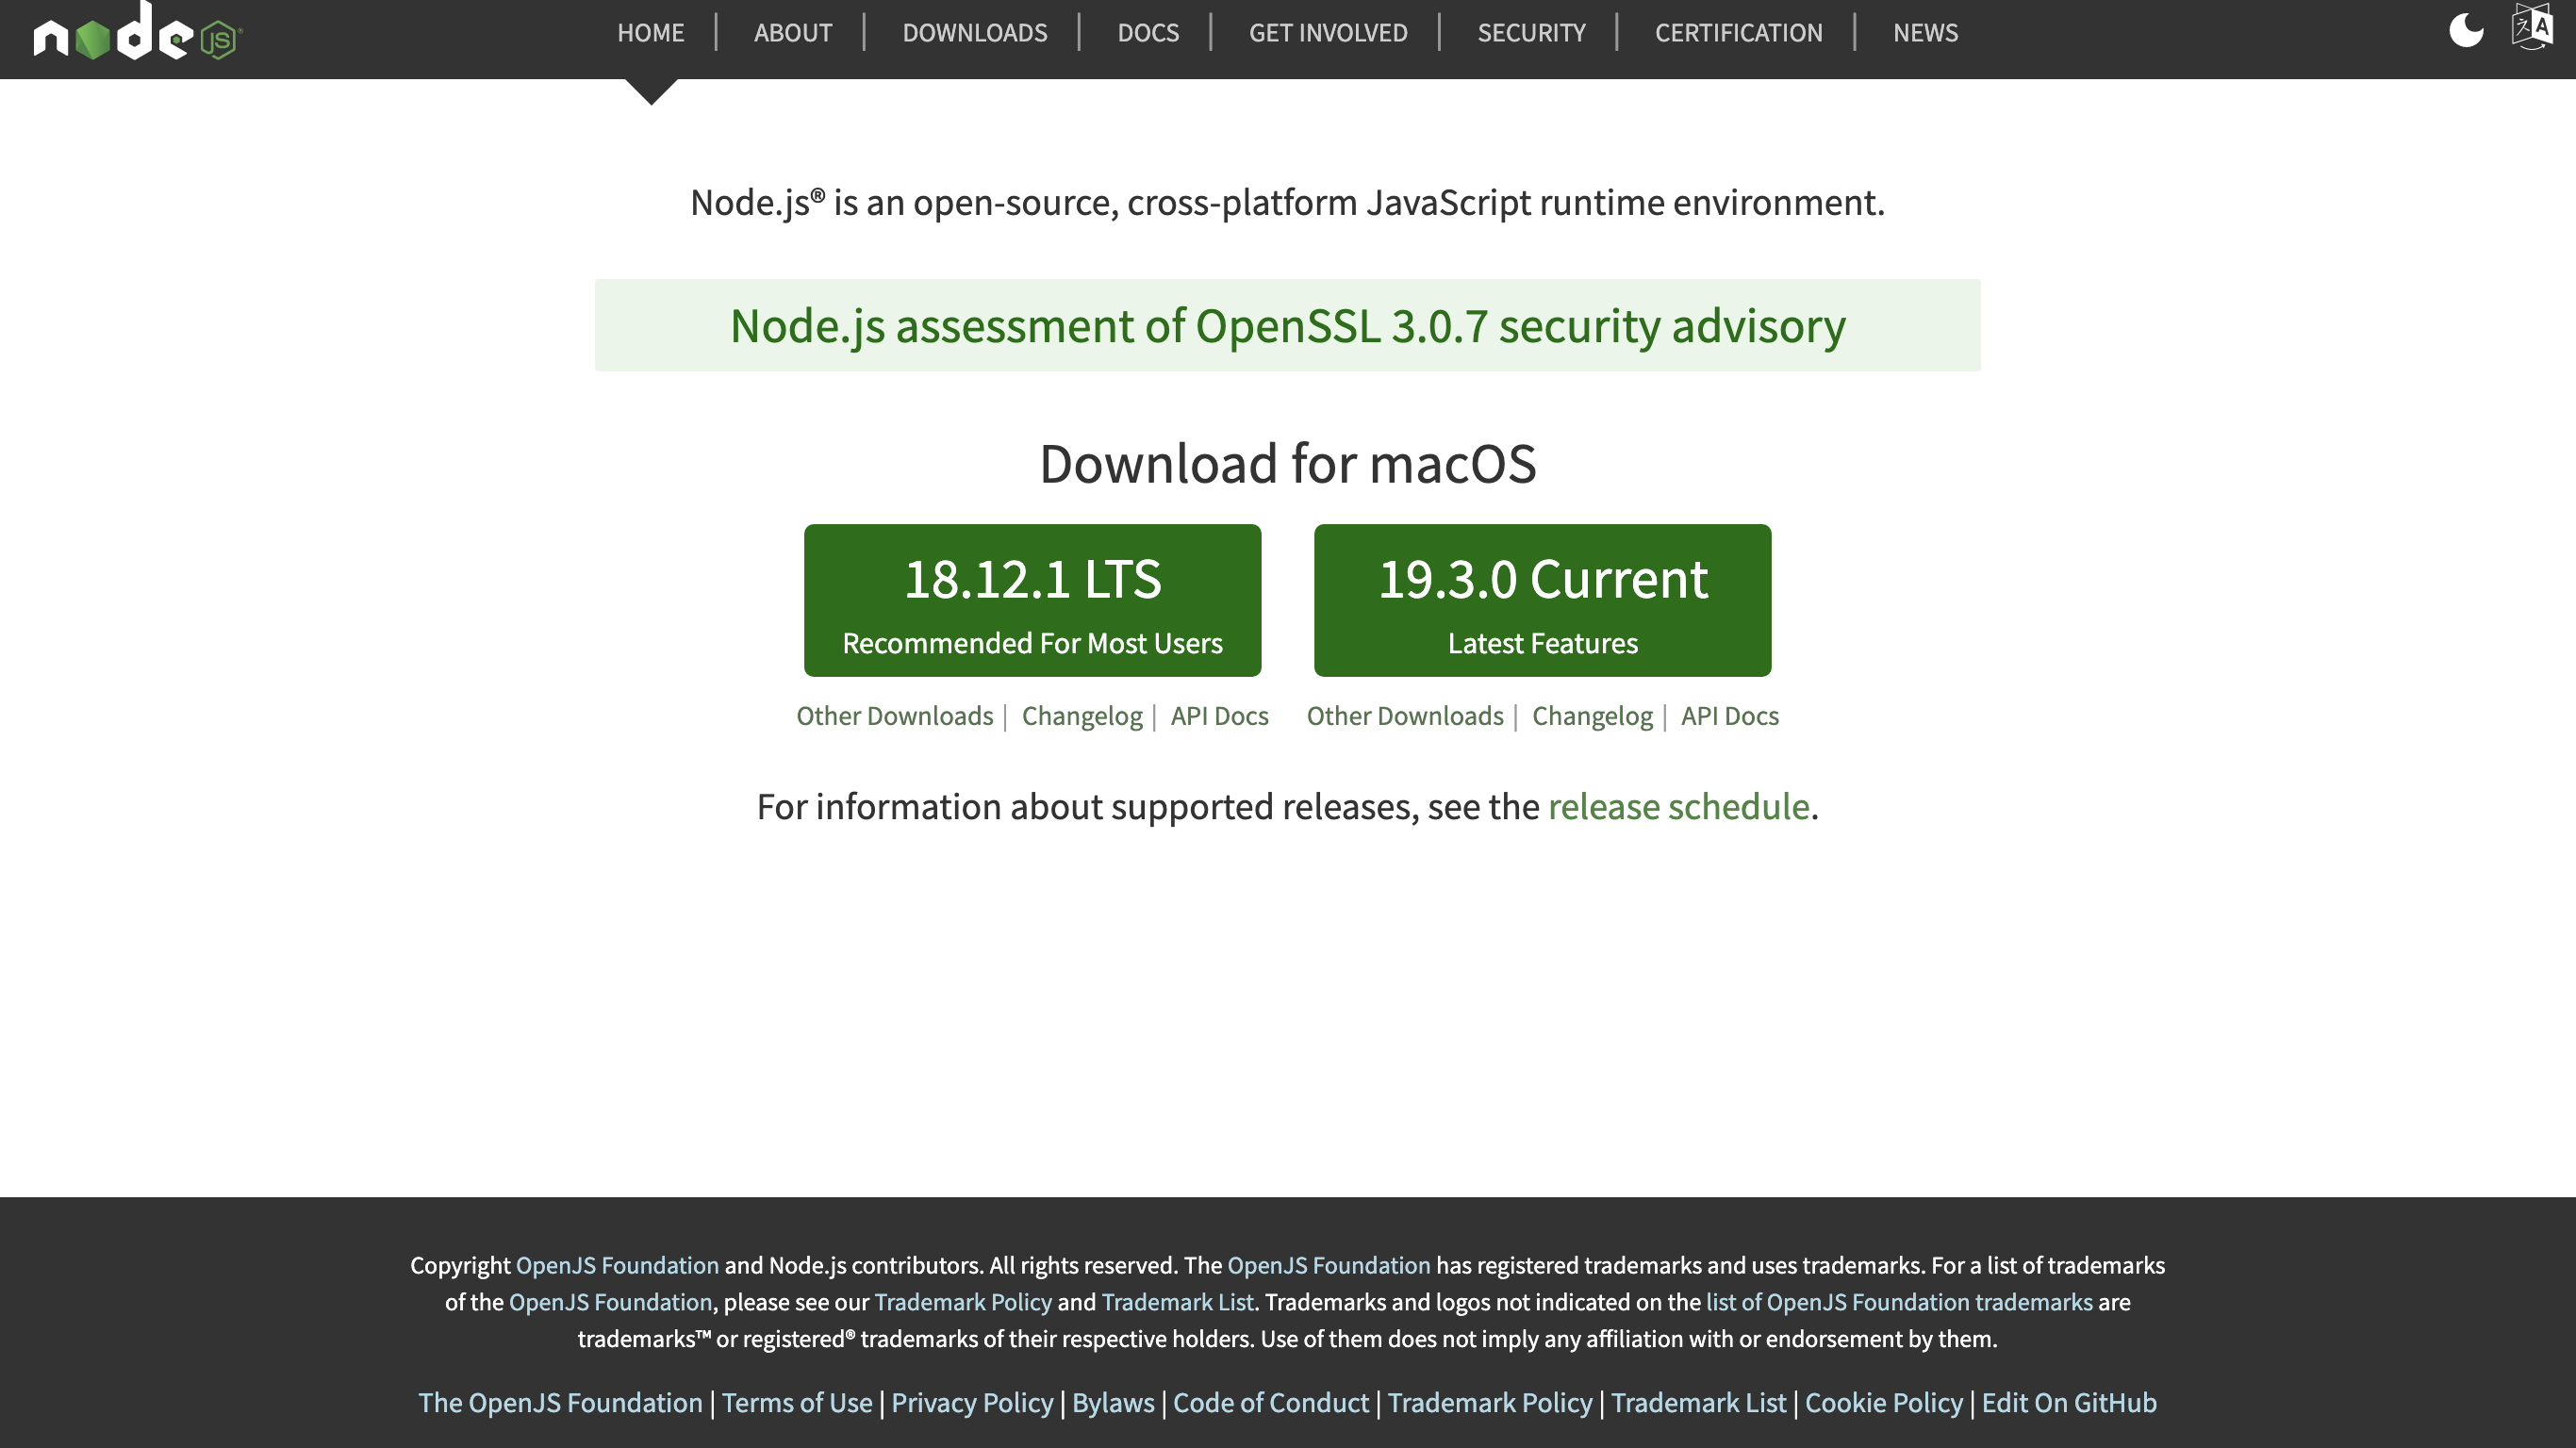 node JS®
HOME | ABOUT | DOWNLOADS | DOCS | GET INVOLVED | SECURITY | CERTIFICATION | NEWS
Node.js® is an open-source, cross-platform JavaScript runtime environment.
Node.js assessment of OpenSSL 3.0.7 security advisory
Download for macOS
18.12.1 LTS
Recommended For Most Users
Other Downloads | Changelog | API Docs
19.3.0 Current
Latest Features
Other Downloads | Changelog | API Docs
For information about supported releases, see the release schedule.
Copyright OpenJS Foundation and Node.js contributors. All rights reserved. The OpenJS Foundation has registered trademarks and uses trademarks. For a list of trademarks
of the OpenJS Foundation, please see our Trademark Policy and Trademark List. Trademarks and logos not indicated on the list of OpenJS Foundation trademarks are
trademarks™ or registered® trademarks of their respective holders. Use of them does not imply any affiliation with or endorsement by them.
The OpenJS Foundation | Terms of Use | Privacy Policy | Bylaws | Code of Conduct | Trademark Policy | Trademark List | Cookie Policy | Edit On GitHub